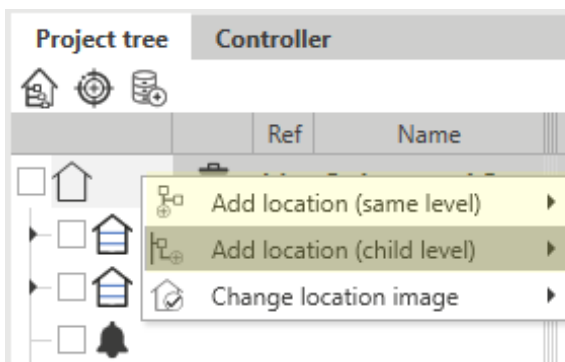 Project tree Controller
Ref Name
Add location (same level)
Add location (child level)
Change location image